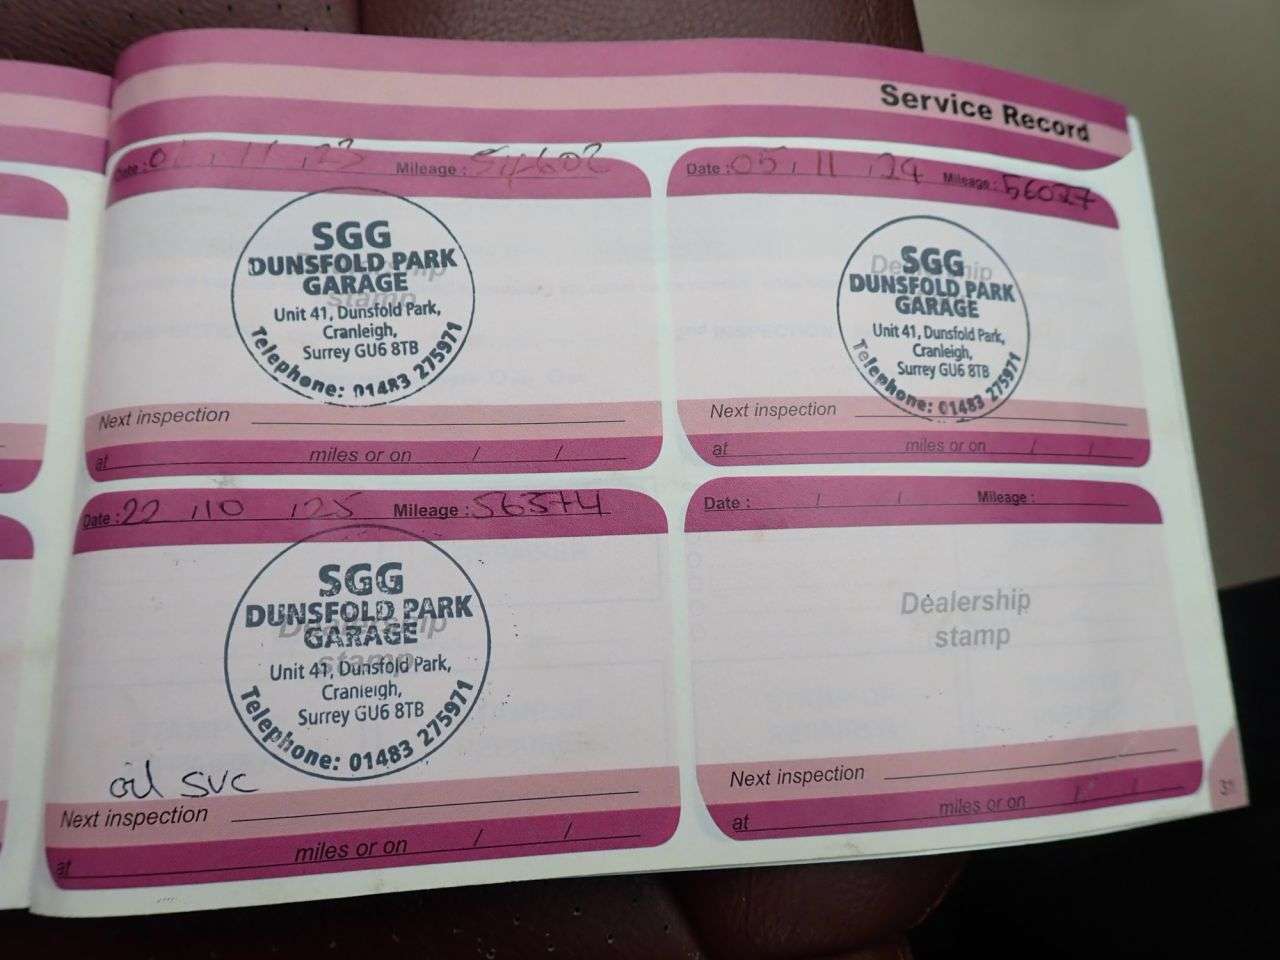 Service Record
Date : 01 , 11 , 23 Mileage : 54602
SGG
DUNSFOLD PARK
GARAGE
Unit 41, Dunsfold Park,
Cranleigh,
Surrey GU6 8TB
Telephone: 01483 275971
Next inspection
at miles or on / /
Date : 05 , 11 , 24 Mileage : 56027
Dealership
SGG
DUNSFOLD PARK
GARAGE
Unit 41, Dunsfold Park,
Cranleigh,
Surrey GU6 8TB
Telephone: 01483 275971
Next inspection
at miles or on / /
Date : 22 , 10 , 25 Mileage : 56574
SGG
DUNSFOLD PARK
Dealership
GARAGE
stamp
Unit 41, Dunsfold Park,
Cranleigh,
Surrey GU6 8TB
Telephone: 01483 275971
oil svc
Next inspection
at miles or on / /
Date : / / Mileage :
Dealership
stamp
Next inspection
at miles or on / /